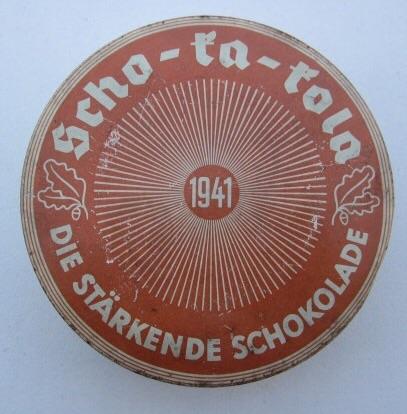 Scho-ka-kola
1941
DIE STÄRKENDE SCHOKOLADE